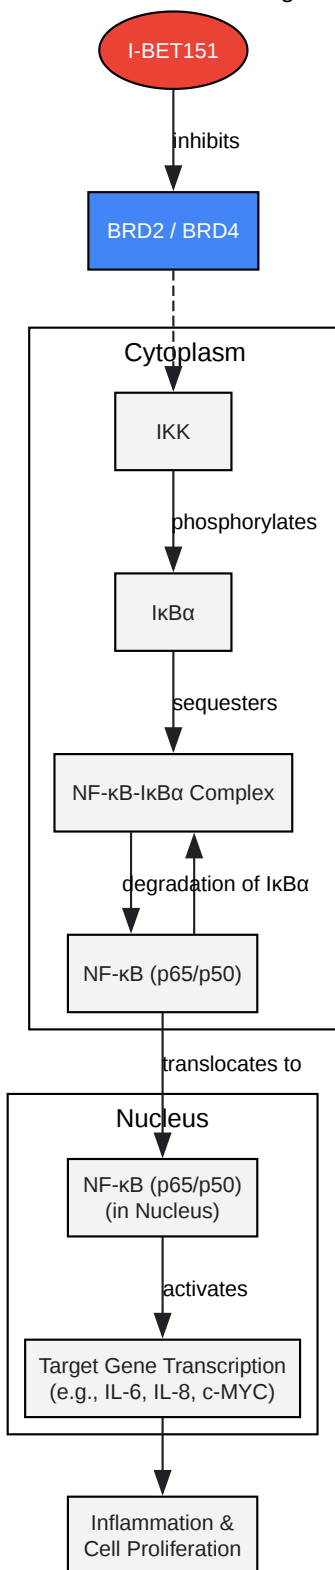 I-BET151
inhibits
BRD2 / BRD4
Cytoplasm
IKK
phosphorylates
IκBα
sequesters
NF-κB-IκBα Complex
degradation of IκBα
NF-κB (p65/p50)
translocates to
Nucleus
NF-κB (p65/p50)
(in Nucleus)
activates
Target Gene Transcription
(e.g., IL-6, IL-8, c-MYC)
Inflammation &
Cell Proliferation